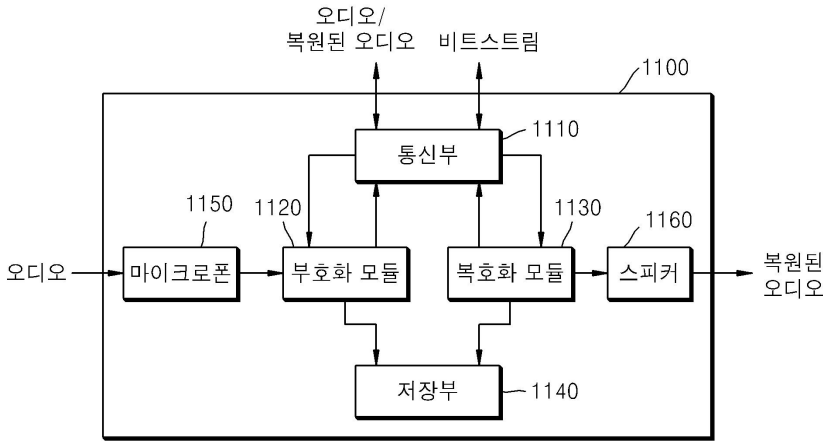 오디오/
복원된 오디오
비트스트림
1100
1110
통신부
1150
1120
1130
1160
오디오
마이크로폰
부호화 모듈
복호화 모듈
스피커
복원된
오디오
저장부
1140